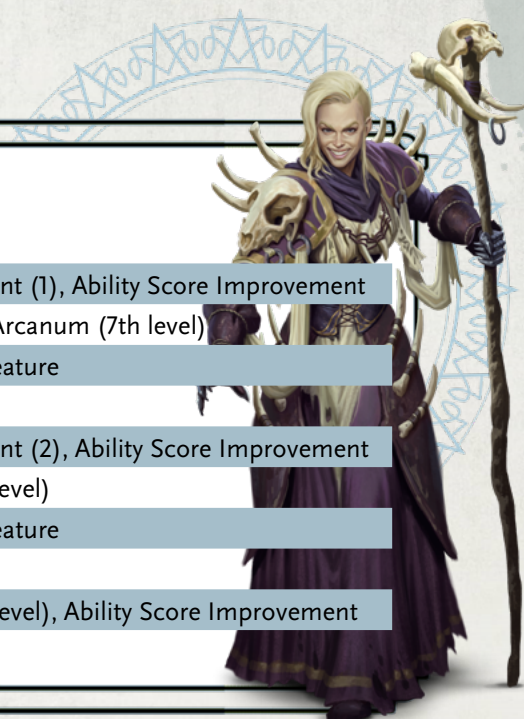 nt (1), Ability Score Improvement
Arcanum (7th level)
eature
nt (2), Ability Score Improvement
evel)
eature
evel), Ability Score Improvement